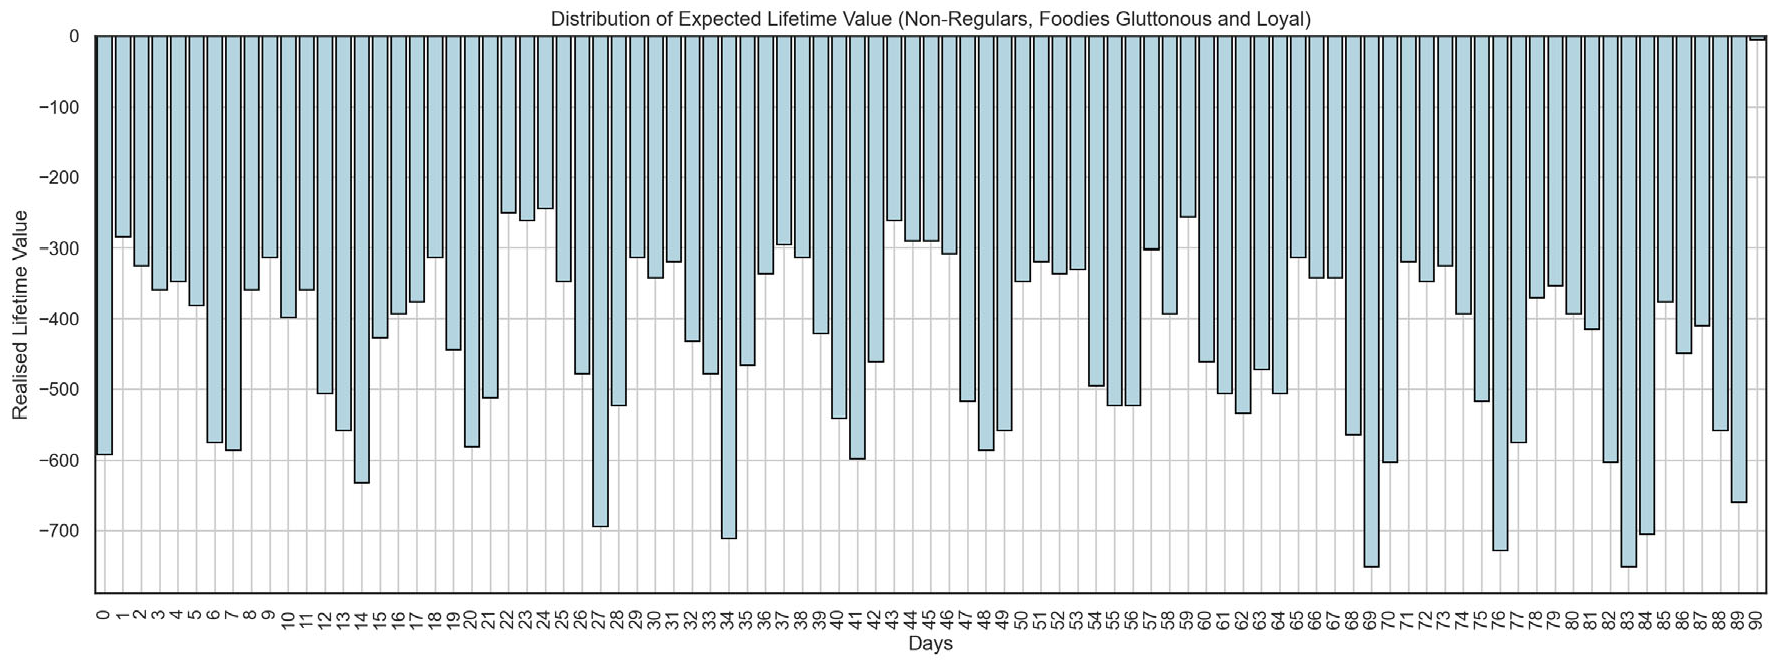 Distribution of Expected Lifetime Value (Non-Regulars, Foodies Gluttonous and Loyal)
Realised Lifetime Value
0
−100
−200
−300
−400
−500
−600
−700
0 1 2 3 4 5 6 7 8 9 10 11 12 13 14 15 16 17 18 19 20 21 22 23 24 25 26 27 28 29 30 31 32 33 34 35 36 37 38 39 40 41 42 43 44 45 46 47 48 49 50 51 52 53 54 55 56 57 58 59 60 61 62 63 64 65 66 67 68 69 70 71 72 73 74 75 76 77 78 79 80 81 82 83 84 85 86 87 88 89 90
Days